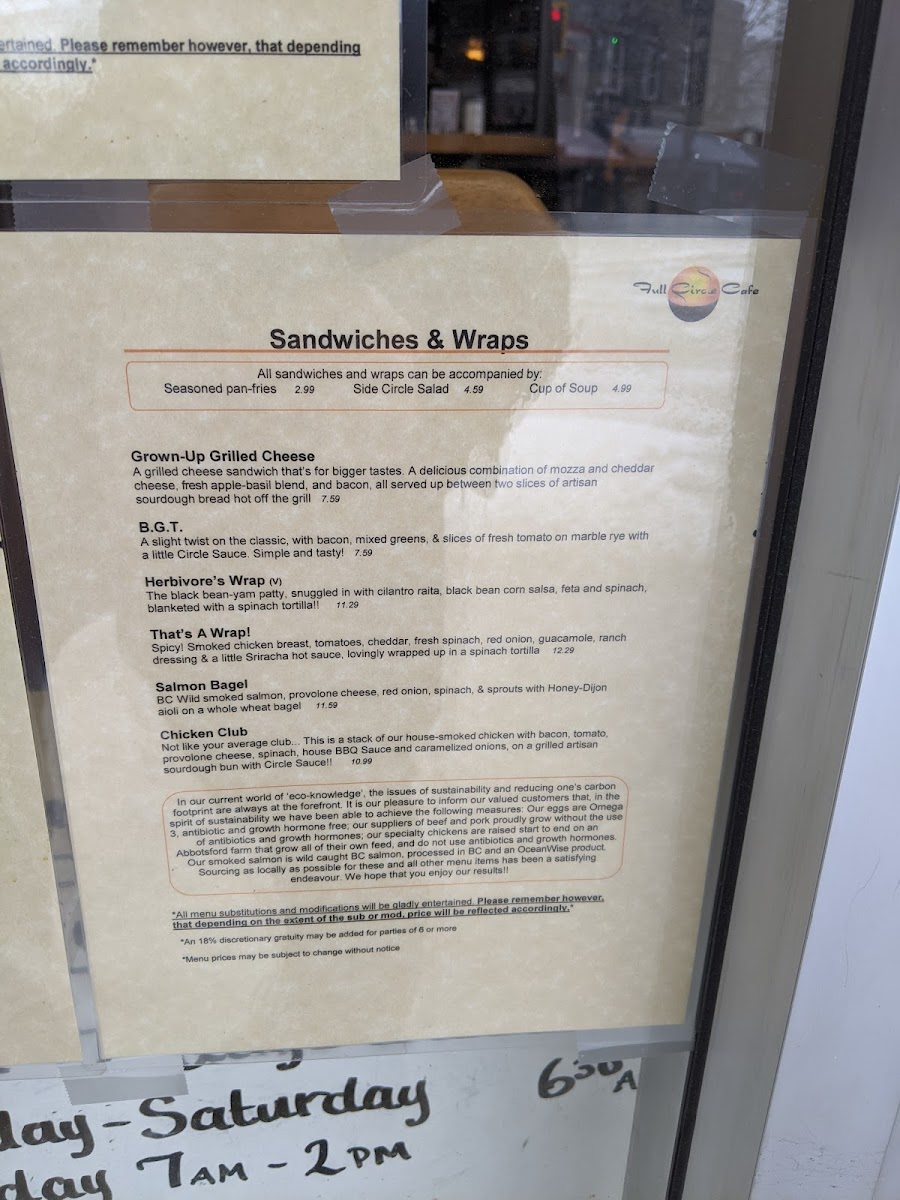 ertained. Please remember however, that depending
accordingly.*
Full Circle Cafe
Sandwiches & Wraps
All sandwiches and wraps can be accompanied by:
Seasoned pan-fries 2.99 Side Circle Salad 4.59 Cup of Soup 4.99
Grown-Up Grilled Cheese
A grilled cheese sandwich that's for bigger tastes. A delicious combination of mozza and cheddar
cheese, fresh apple-basil blend, and bacon, all served up between two slices of artisan
sourdough bread hot off the grill 7.59
B.G.T.
A slight twist on the classic, with bacon, mixed greens, & slices of fresh tomato on marble rye with
a little Circle Sauce. Simple and tasty! 7.59
Herbivore's Wrap (V)
The black bean-yam patty, snuggled in with cilantro raita, black bean corn salsa, feta and spinach,
blanketed with a spinach tortilla!! 11.29
That's A Wrap!
Spicy! Smoked chicken breast, tomatoes, cheddar, fresh spinach, red onion, guacamole, ranch
dressing & a little Sriracha hot sauce, lovingly wrapped up in a spinach tortilla 12.29
Salmon Bagel
BC Wild smoked salmon, provolone cheese, red onion, spinach, & sprouts with Honey-Dijon
aioli on a whole wheat bagel 11.59
Chicken Club
Not like your average club... This is a stack of our house-smoked chicken with bacon, tomato,
provolone cheese, spinach, house BBQ Sauce and caramelized onions, on a grilled artisan
sourdough bun with Circle Sauce!! 10.99
In our current world of 'eco-knowledge', the issues of sustainability and reducing one's carbon
footprint are always at the forefront. It is our pleasure to inform our valued customers that, in the
spirit of sustainability we have been able to achieve the following measures: Our eggs are Omega
3, antibiotic and growth hormone free; our suppliers of beef and pork proudly grow without the use
of antibiotics and growth hormones; our specialty chickens are raised start to end on an
Abbotsford farm that grow all of their own feed, and do not use antibiotics and growth hormones.
Our smoked salmon is wild caught BC salmon, processed in BC and an OceanWise product.
Sourcing as locally as possible for these and all other menu items has been a satisfying
endeavour. We hope that you enjoy our results!!
*All menu substitutions and modifications will be gladly entertained. Please remember however,
that depending on the extent of the sub or mod, price will be reflected accordingly.*
*An 18% discretionary gratuity may be added for parties of 6 or more
*Menu prices may be subject to change without notice
day - Saturday 6:30 A
day 7AM - 2PM